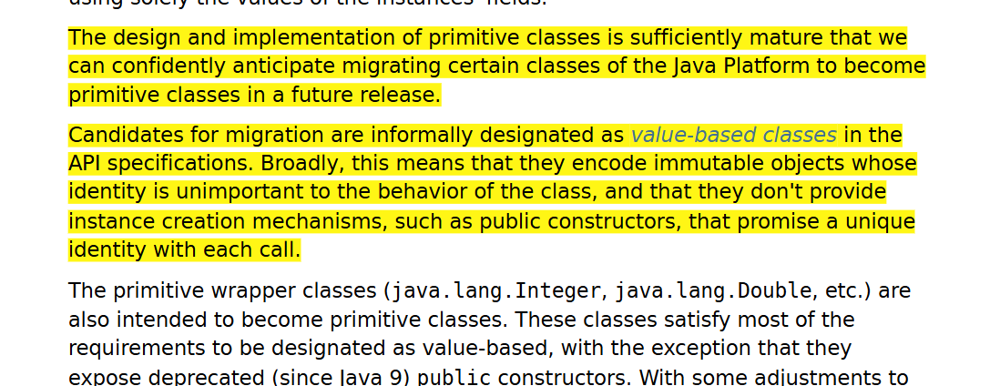 using solely the values of the instances' fields.
The design and implementation of primitive classes is sufficiently mature that we
can confidently anticipate migrating certain classes of the Java Platform to become
primitive classes in a future release.
Candidates for migration are informally designated as value-based classes in the
API specifications. Broadly, this means that they encode immutable objects whose
identity is unimportant to the behavior of the class, and that they don't provide
instance creation mechanisms, such as public constructors, that promise a unique
identity with each call.
The primitive wrapper classes (java.lang.Integer, java.lang.Double, etc.) are
also intended to become primitive classes. These classes satisfy most of the
requirements to be designated as value-based, with the exception that they
expose deprecated (since Java 9) public constructors. With some adjustments to